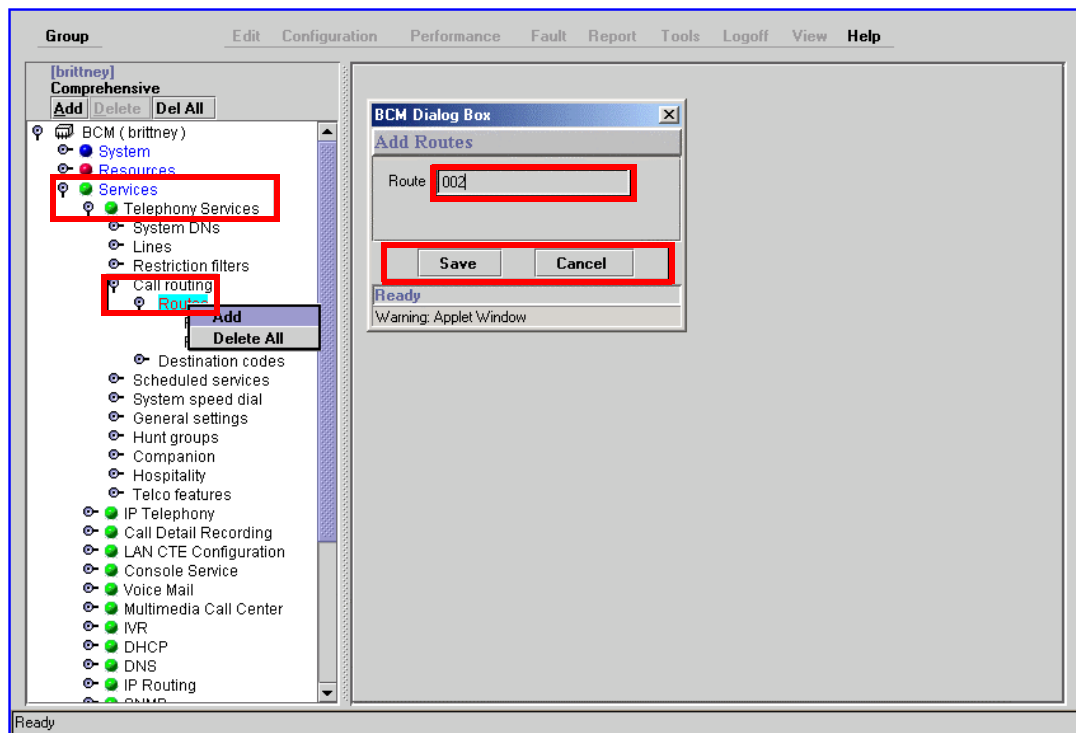 Group Edit Configuration Performance Fault Report Tools Logoff View Help
[brittney]
Comprehensive
Add Delete Del All
BCM ( brittney )
System
Resources
Services
Telephony Services
System DNs
Lines
Restriction filters
Call routing
Routes
Add
Delete All
Destination codes
Scheduled services
System speed dial
General settings
Hunt groups
Companion
Hospitality
Telco features
IP Telephony
Call Detail Recording
LAN CTE Configuration
Console Service
Voice Mail
Multimedia Call Center
IVR
DHCP
DNS
IP Routing
BCM Dialog Box
Add Routes
Route 002
Save Cancel
Ready
Warning: Applet Window
Ready